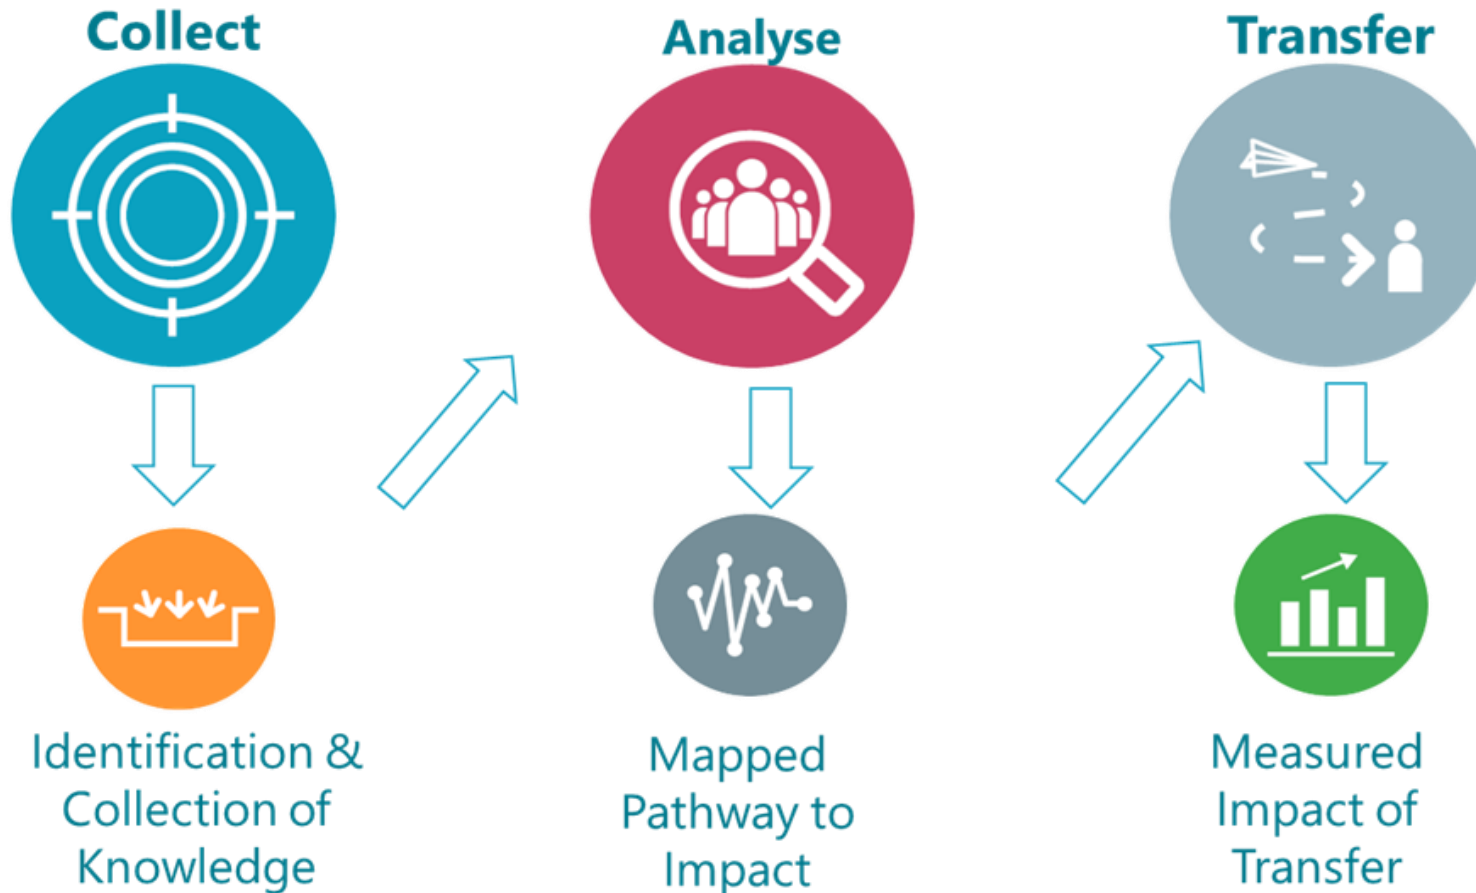 Collect
Analyse
Transfer
Identification &
Collection of
Knowledge
Mapped
Pathway to
Impact
Measured
Impact of
Transfer